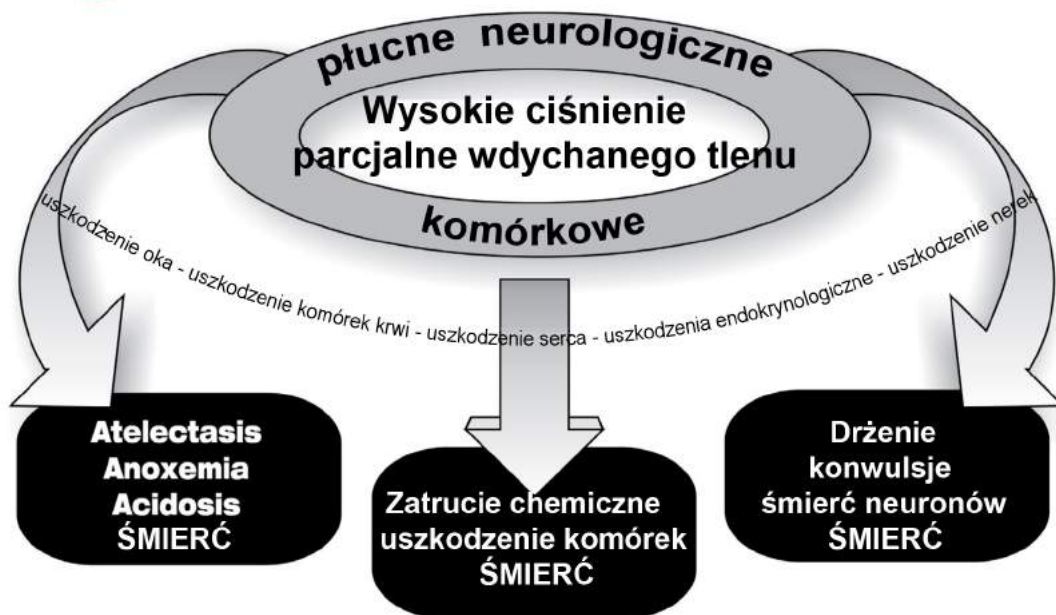 płucne neurologiczne
Wysokie ciśnienie
parcjalne wdychanego tlenu
komórkowe
uszkodzenie oka - uszkodzenie komórek krwi - uszkodzenie serca - uszkodzenia endokrynologiczne - uszkodzenie nerek
Atelectasis
Anoxemia
Acidosis
ŚMIERĆ
Zatrucie chemiczne
uszkodzenie komórek
ŚMIERĆ
Drżenie
konwulsje
śmierć neuronów
ŚMIERĆ